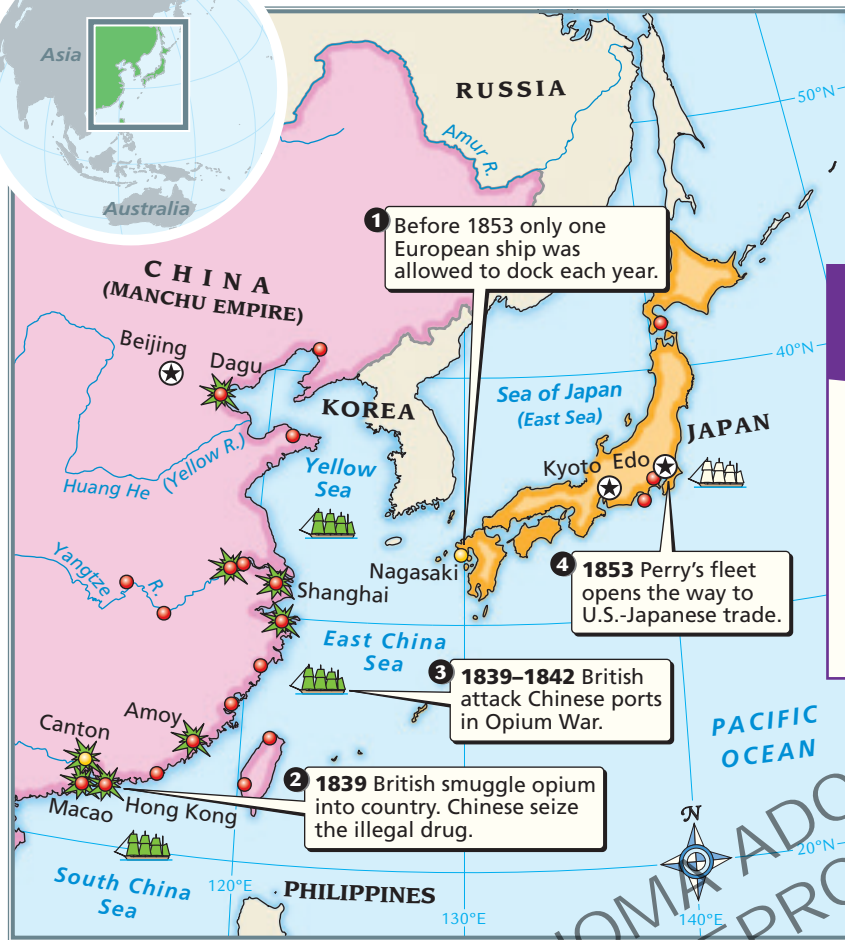 Asia
Australia
RUSSIA
50°N
Amur R.
1 Before 1853 only one
European ship was
allowed to dock each year.
CHINA
(MANCHU EMPIRE)
Beijing
Dagu
40°N
Sea of Japan
(East Sea)
KOREA
JAPAN
Huang He (Yellow R.)
Yellow
Sea
Kyoto
Edo
Nagasaki
Yangtze R.
Shanghai
4 1853 Perry's fleet
opens the way to
U.S.-Japanese trade.
East China
Sea
3 1839–1842 British
attack Chinese ports
in Opium War.
Canton
Amoy
PACIFIC
OCEAN
Macao
Hong Kong
2 1839 British smuggle opium
into country. Chinese seize
the illegal drug.
N
20°N
South China
Sea
120°E
PHILIPPINES
130°E
140°E